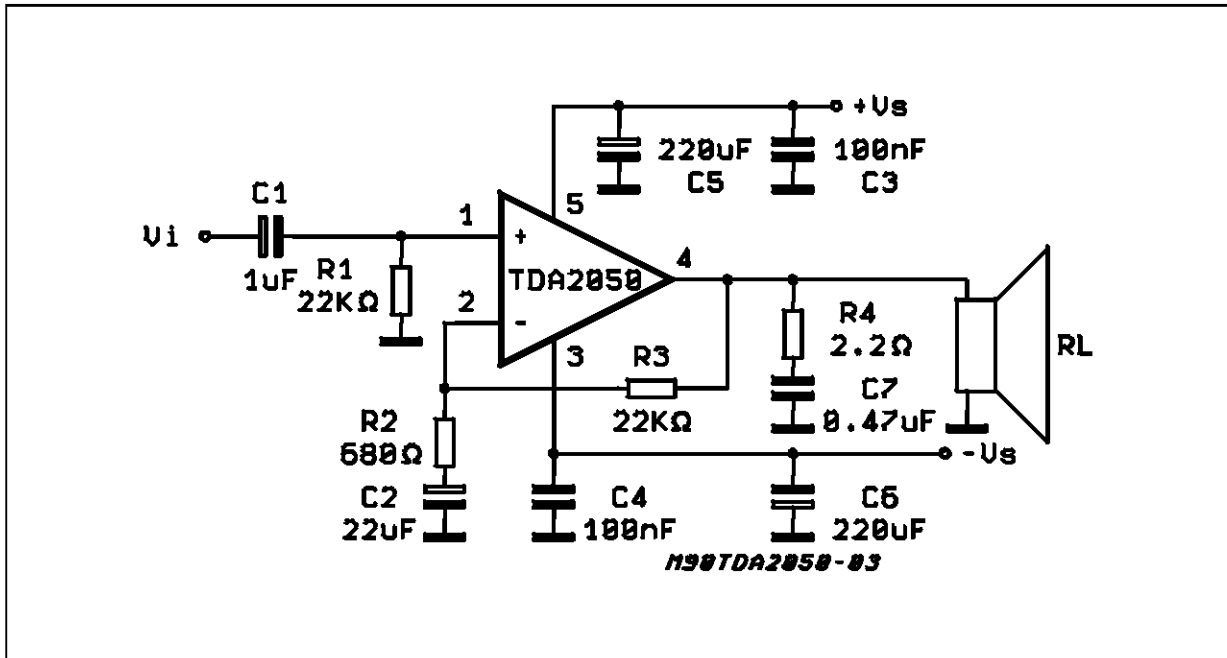 +Vs
220uF
C5
100nF
C3
C1
Vi
1uF
R1
22KΩ
1
+
5
TDA2050
4
2
-
3
R3
22KΩ
R4
2.2Ω
RL
C7
0.47uF
-Vs
R2
680Ω
C2
22uF
C4
100nF
C6
220uF
M90TDA2050-03